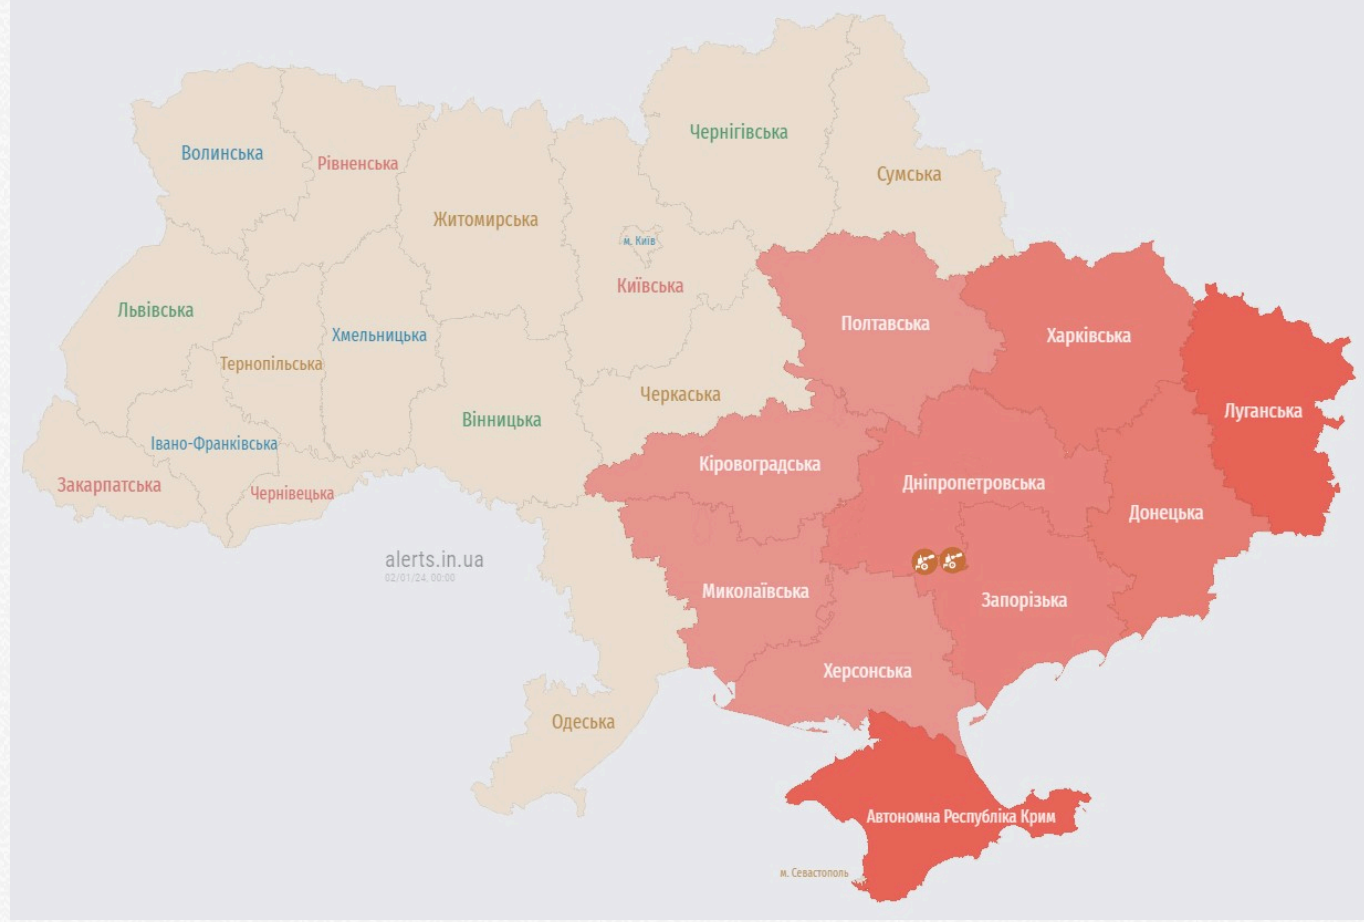 Чернігівська
Волинська
Рівненська
Сумська
Житомирська
м. Київ
Київська
Львівська
Полтавська
Хмельницька
Харківська
Тернопільська
Черкаська
Луганська
Вінницька
Івано-Франківська
Кіровоградська
Закарпатська
Чернівецька
Дніпропетровська
Донецька
alerts.in.ua
02/01/24, 00:00
Миколаївська
Запорізька
Херсонська
Одеська
Автономна Республіка Крим
м. Севастополь